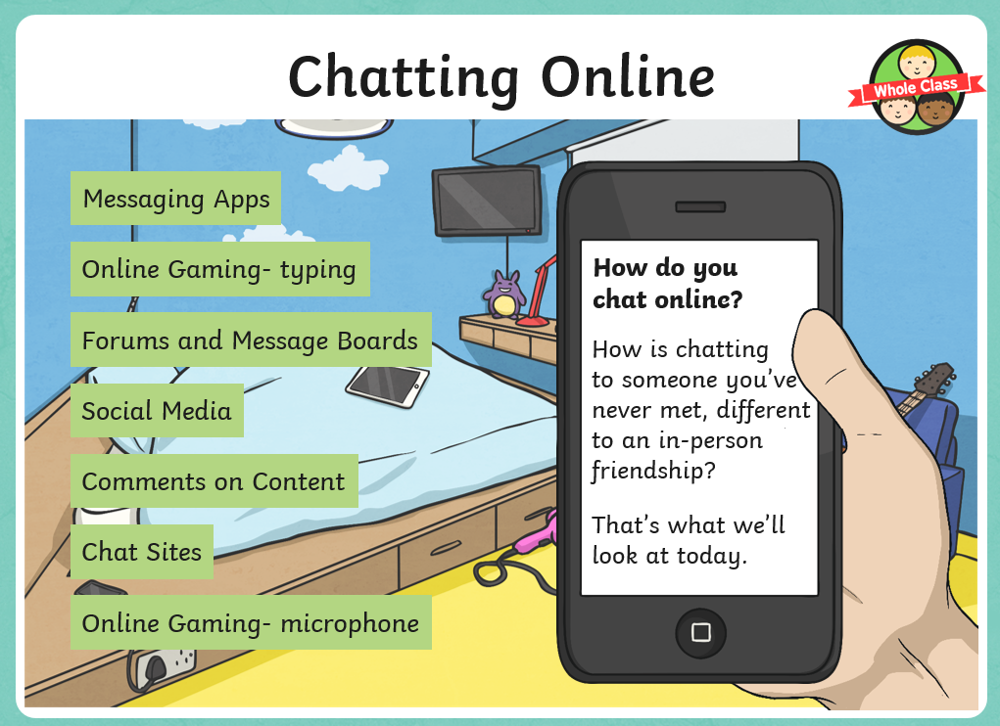 Chatting Online
Whole Class
Messaging Apps
Online Gaming- typing
Forums and Message Boards
Social Media
Comments on Content
Chat Sites
Online Gaming- microphone
How do you
chat online?
How is chatting
to someone you've
never met, different
to an in-person
friendship?
That's what we'll
look at today.